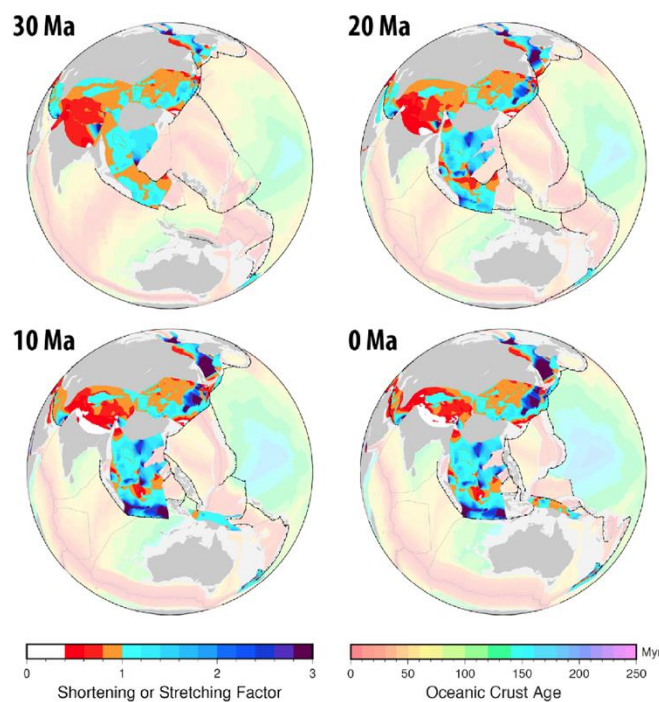 30 Ma
20 Ma
10 Ma
0 Ma
0 1 2 3
Shortening or Stretching Factor
0 50 100 150 200 250 Myr
Oceanic Crust Age